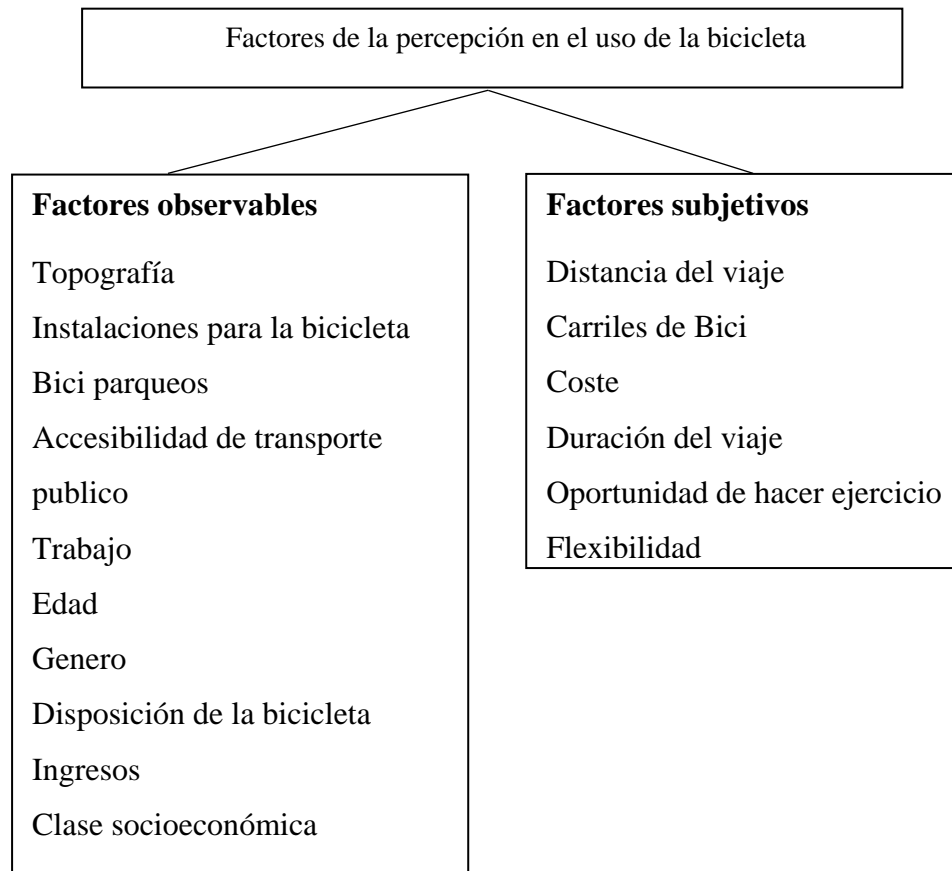 Factores de la percepción en el uso de la bicicleta
Factores observables
Topografía
Instalaciones para la bicicleta
Bici parqueos
Accesibilidad de transporte
publico
Trabajo
Edad
Genero
Disposición de la bicicleta
Ingresos
Clase socioeconómica
Factores subjetivos
Distancia del viaje
Carriles de Bici
Coste
Duración del viaje
Oportunidad de hacer ejercicio
Flexibilidad